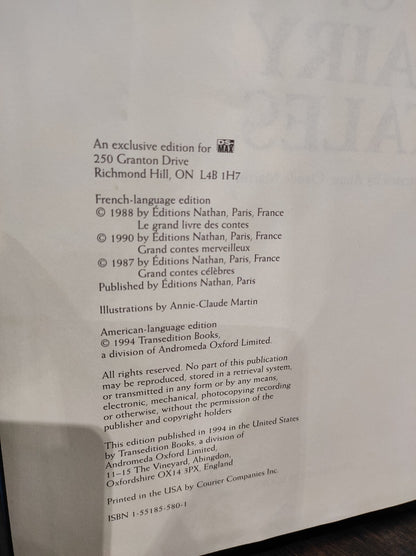 An exclusive edition for DS-MAX
250 Granton Drive
Richmond Hill, ON L4B 1H7
French-language edition
© 1988 by Éditions Nathan, Paris, France
Le grand livre des contes
© 1990 by Éditions Nathan, Paris, France
Grand contes merveilleux
© 1987 by Éditions Nathan, Paris, France
Grand contes célèbres
Published by Éditions Nathan, Paris
Illustrations by Annie-Claude Martin
American-language edition
© 1994 Transedition Books,
a division of Andromeda Oxford Limited.
All rights reserved. No part of this publication
may be reproduced, stored in a retrieval system,
or transmitted in any form or by any means,
electronic, mechanical, photocopying recording
or otherwise, without the permission of the
publisher and copyright holders
This edition published in 1994 in the United States
by Transedition Books, a division of
Andromeda Oxford Limited,
11-15 The Vineyard, Abingdon,
Oxfordshire OX14 3PX, England
Printed in the USA by Courier Companies Inc.
ISBN 1-55185-580-1